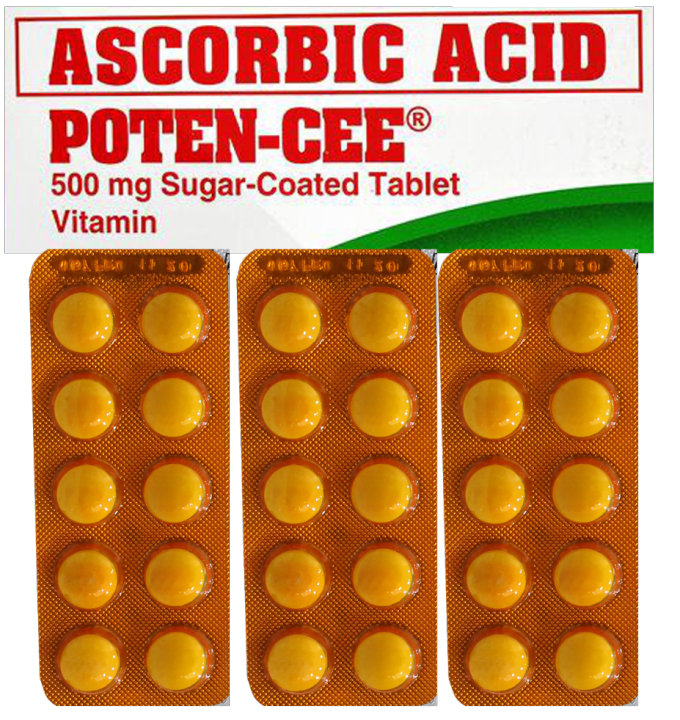 ASCORBIC ACID
POTEN-CEE®
500 mg Sugar-Coated Tablet
Vitamin